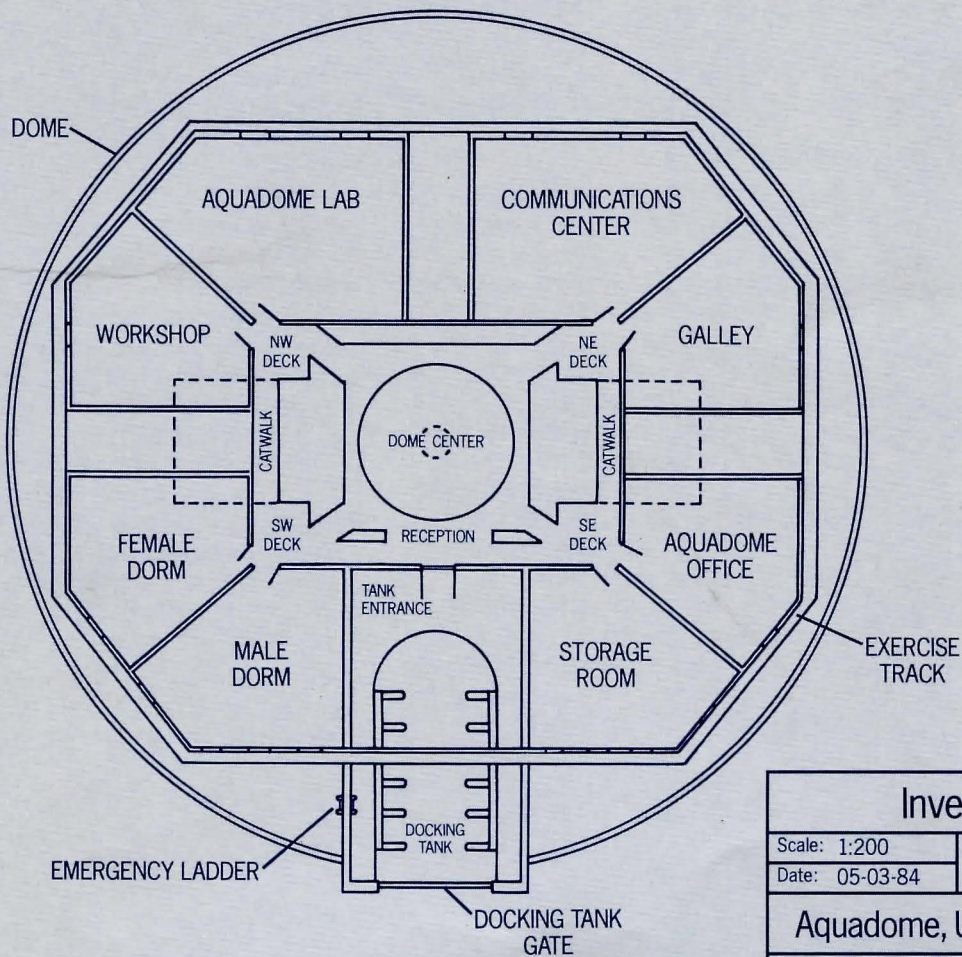 DOME
AQUADOME LAB
COMMUNICATIONS
CENTER
WORKSHOP
NW
DECK
NE
DECK
GALLEY
CATWALK
DOME CENTER
CATWALK
FEMALE
DORM
SW
DECK
RECEPTION
SE
DECK
AQUADOME
OFFICE
TANK
ENTRANCE
MALE
DORM
STORAGE
ROOM
EXERCISE
TRACK
DOCKING
TANK
EMERGENCY LADDER
DOCKING TANK
GATE
Inve
Scale: 1:200
Date: 05-03-84
Aquadome, U